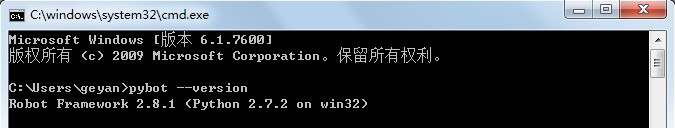 C:\windows\system32\cmd.exe
Microsoft Windows [版本 6.1.7600]
版权所有 (c) 2009 Microsoft Corporation。保留所有权利。
C:\Users\geyan>pybot --version
Robot Framework 2.8.1 (Python 2.7.2 on win32)